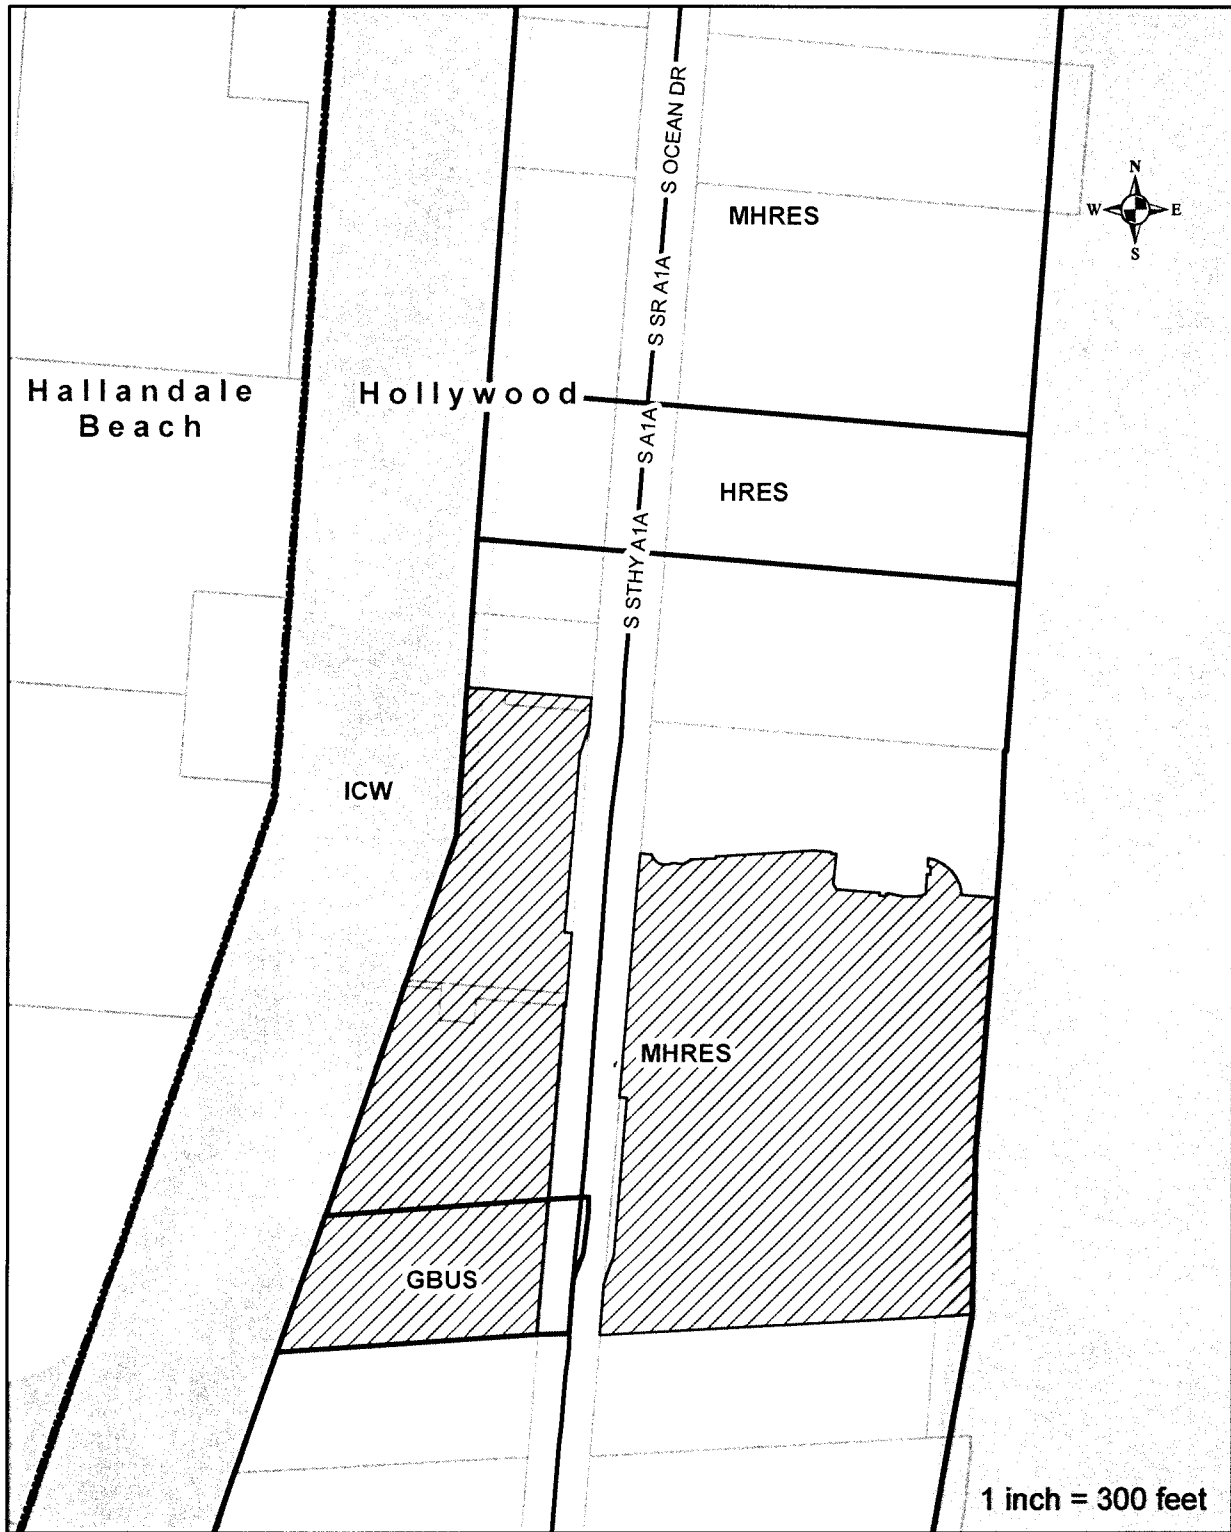 S OCEAN DR
N
W E
S
MHRES
S SR A1A
Hallandale
Beach
Hollywood
S A1A
HRES
S STHY A1A
ICW
MHRES
GBUS
1 inch = 300 feet